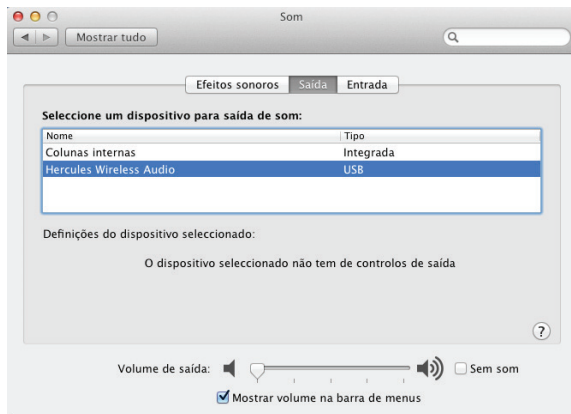 Som
Mostrar tudo
Efeitos sonoros Saída Entrada
Seleccione um dispositivo para saída de som:
Nome Tipo
Colunas internas Integrada
Hercules Wireless Audio USB
Definições do dispositivo seleccionado:
O dispositivo seleccionado não tem de controlos de saída
?
Volume de saída: Sem som
Mostrar volume na barra de menus